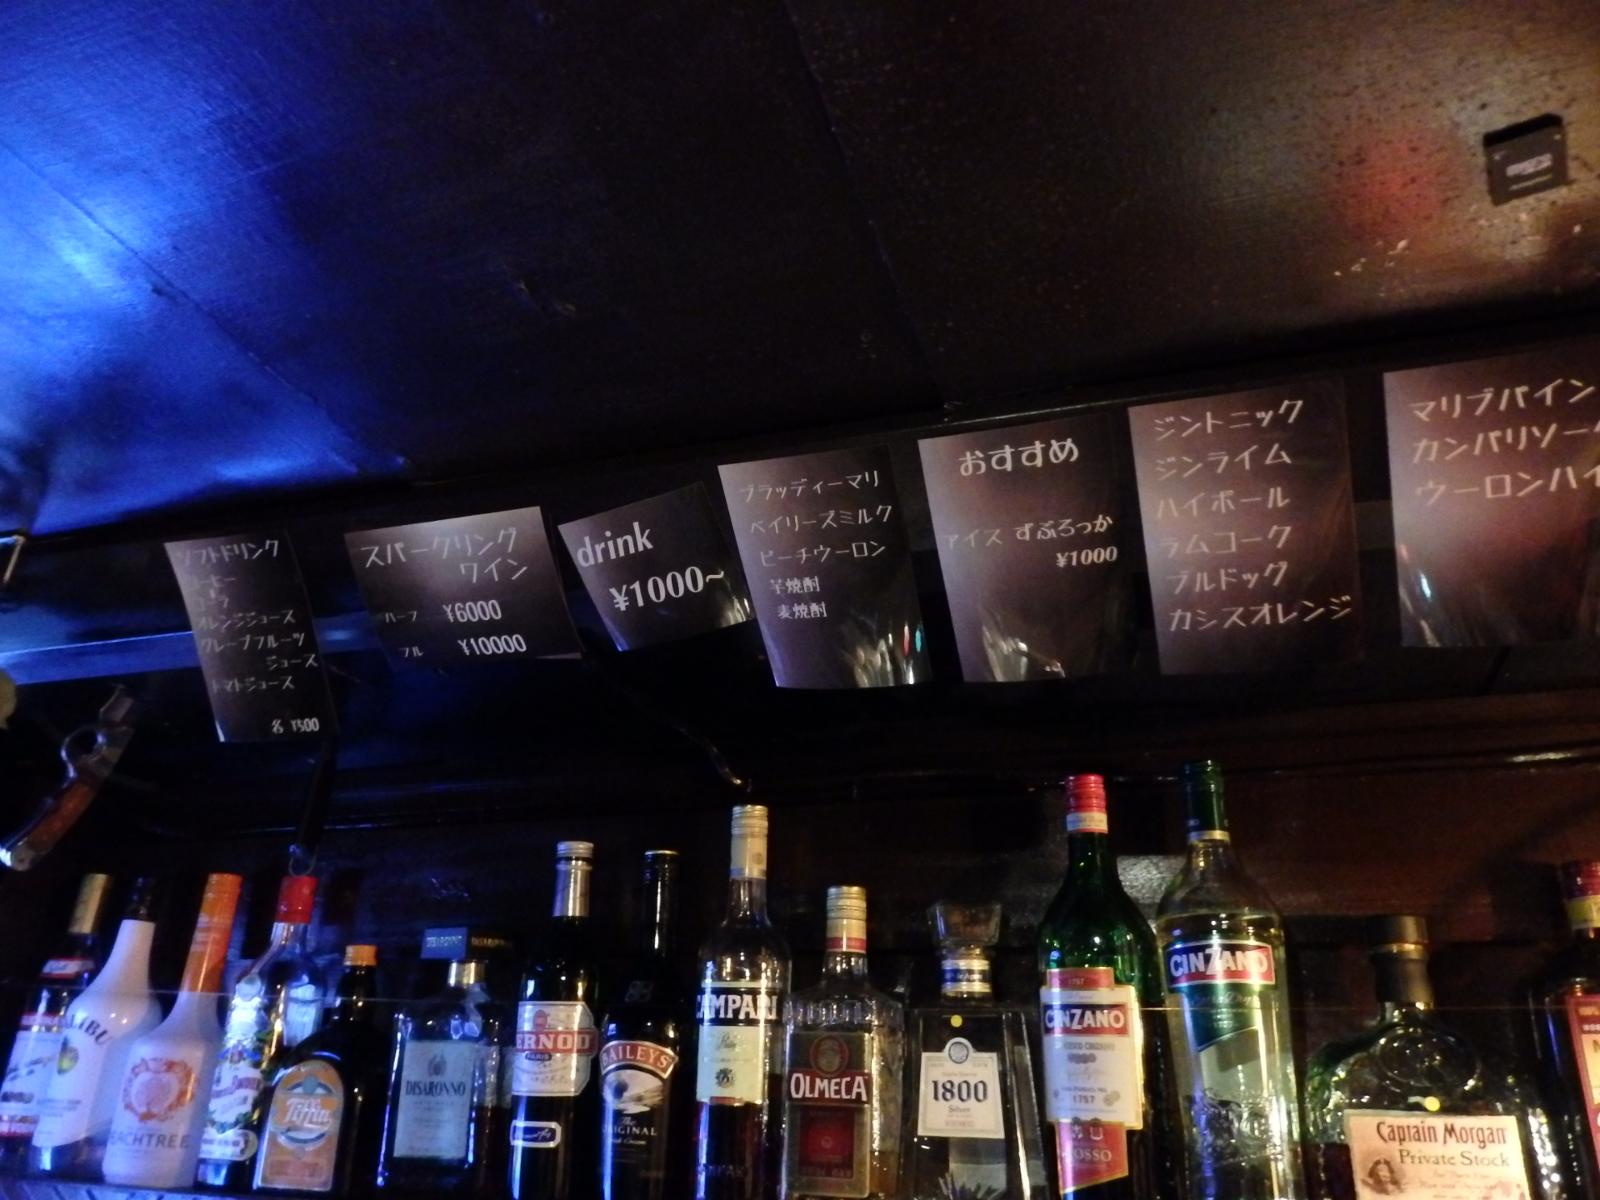 ソフトドリンク
コーヒー
コーラ
オレンジジュース
グレープフルーツ
ジュース
トマトジュース
各 ¥500
スパークリング
ワイン
ハーフ ¥6000
フル ¥10000
drink
¥1000~
ブラッディーマリ
ベイリーズミルク
ピーチウーロン
芋焼酎
麦焼酎
おすすめ
アイス ずぶろっか
¥1000
ジントニック
ジンライム
ハイボール
ラムコーク
ブルドッグ
カシスオレンジ
マリブパイン
カンパリソー
ウーロンハイ
ALIBU
EACHTREE
Tiffin
DISARONNO
ERNOD
PARIS
BAILEYS
The
ORIGINAL
CAMPARI
OLMECA
1800
Silver
1757
CINZANO
1757
ROSSO
CINZANO
Captain Morgan
Private Stock